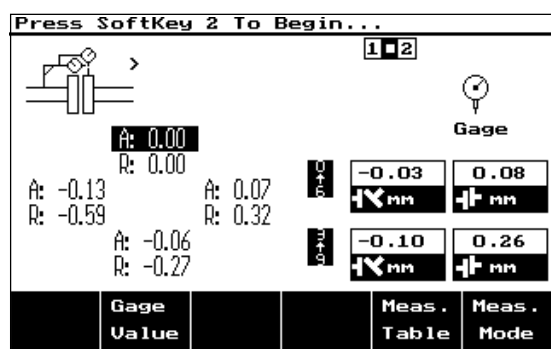 Press SoftKey 2 To Begin...
1 2
>
Gage
A: 0.00
R: 0.00
A: -0.13
R: -0.59
A: 0.07
R: 0.32
A: -0.06
R: -0.27
0→6
-0.03
mm
0.08
mm
3→9
-0.10
mm
0.26
mm
Gage Value
Meas. Table
Meas. Mode